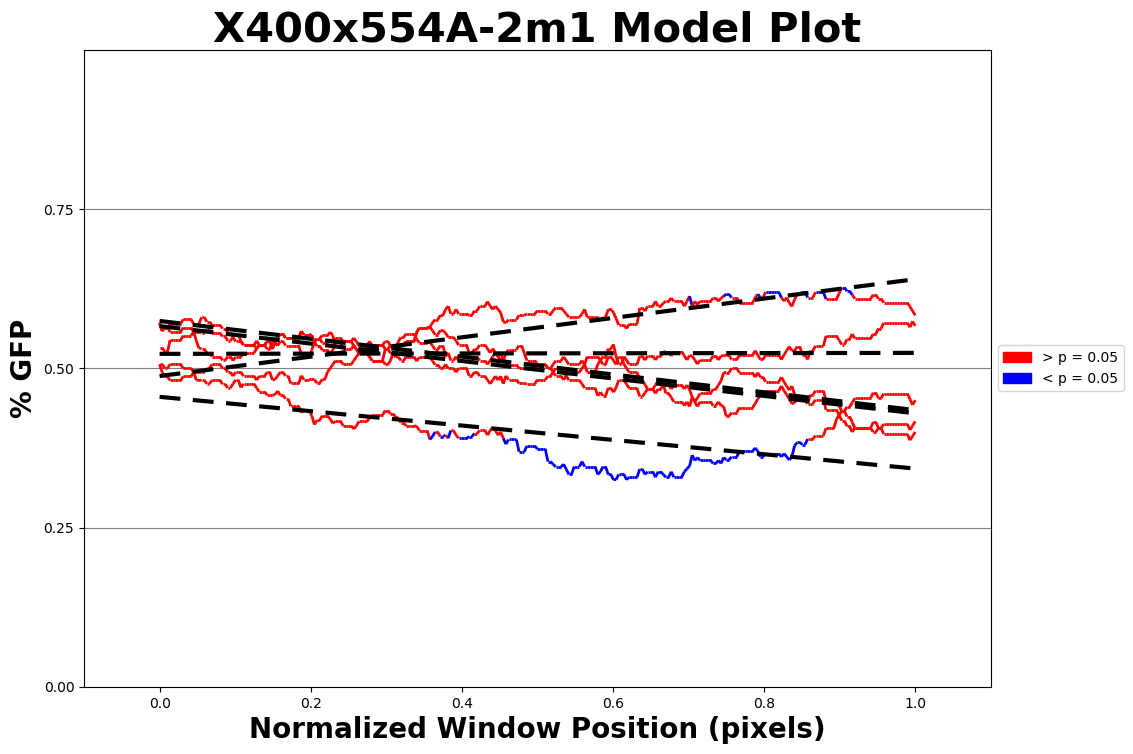 X400x554A-2m1 Model Plot
% GFP
0.75
0.50
0.25
0.00
0.0 0.2 0.4 0.6 0.8 1.0
Normalized Window Position (pixels)
> p = 0.05
< p = 0.05